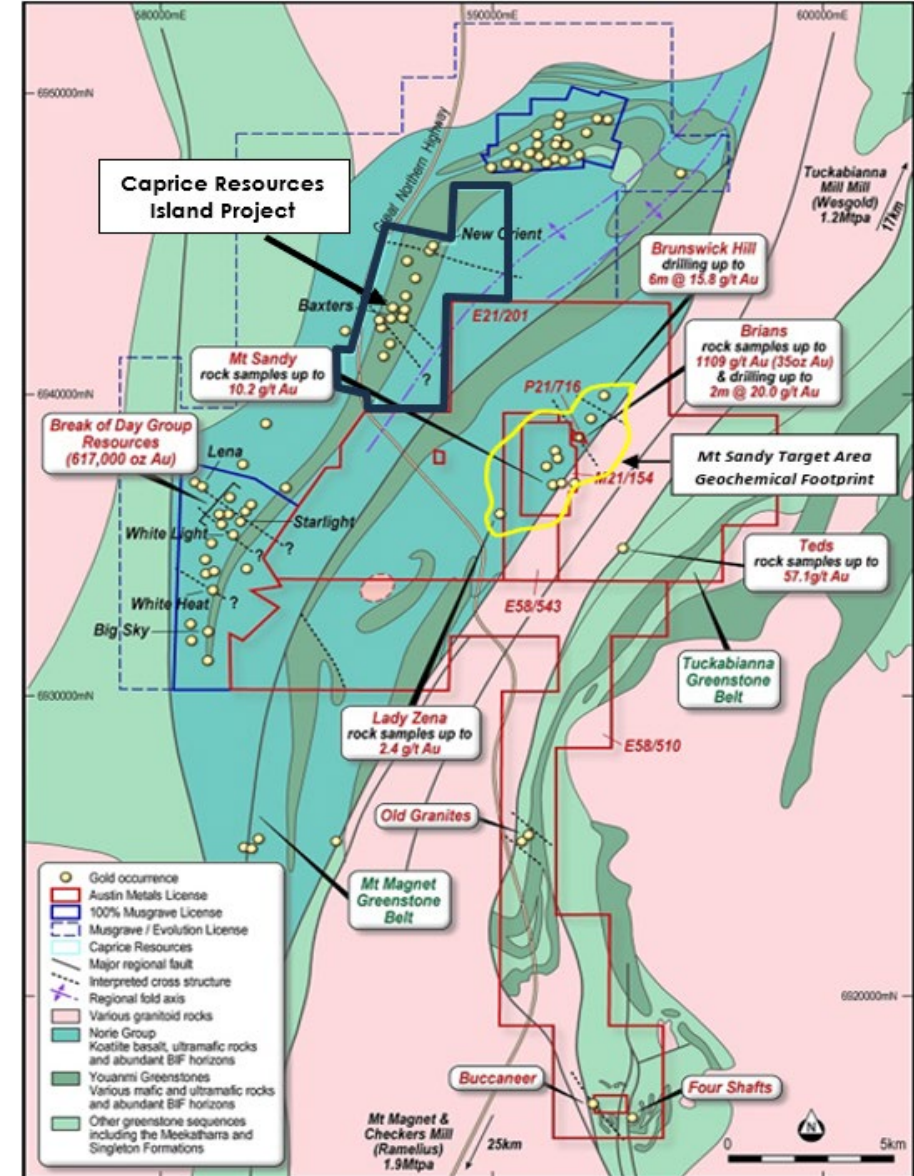 580000mE
590000mE
600000mE
6950000mN
Great Northern Highway
Caprice Resources
Island Project
Tuckabianna
Mill Mill
(Wesgold)
1.2Mtpa
17km
New Orient
Brunswick Hill
drilling up to
6m @ 15.8 g/t Au
Baxters
E21/201
Brians
rock samples up to
1109 g/t Au (35oz Au)
& drilling up to
2m @ 20.0 g/t Au
Mt Sandy
rock samples up to
10.2 g/t Au
?
P21/716
6940000mN
Break of Day Group
Resources
(617,000 oz Au)
Lena
Mt Sandy Target Area
Geochemical Footprint
M21/154
Starlight
White Light
?
?
Teds
rock samples up to
57.1g/t Au
White Heat
?
E58/543
Big Sky
Tuckabianna
Greenstone
Belt
6930000mN
Lady Zena
rock samples up to
2.4 g/t Au
E58/510
Old Granites
Mt Magnet
Greenstone
Belt
Gold occurrence
Austin Metals License
100% Musgrave License
Musgrave / Evolution License
Caprice Resources
Major regional fault
Interpreted cross structure
Regional fold axis
Various granitoid rocks
Norie Group
Koatiite basalt, ultramafic rocks
and abundant BIF horizons
Youanmi Greenstones
Various mafic and ultramafic rocks
and abundant BIF horizons
Other greenstone sequences
including the Meekatharra and
Singleton Formations
6920000mN
Buccaneer
Four Shafts
Mt Magnet &
Checkers Mill
(Ramelius)
1.9Mtpa
25km
N
0
5km